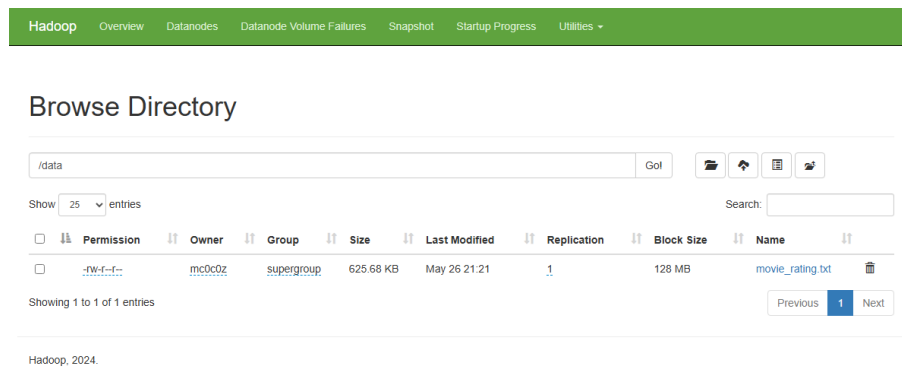 Hadoop Overview Datanodes Datanode Volume Failures Snapshot Startup Progress Utilities
Browse Directory
/data Go!
Show 25 entries Search:
Permission Owner Group Size Last Modified Replication Block Size Name
-rw-r--r-- mc0c0z supergroup 625.68 KB May 26 21:21 1 128 MB movie_rating.txt
Showing 1 to 1 of 1 entries Previous 1 Next
Hadoop, 2024.